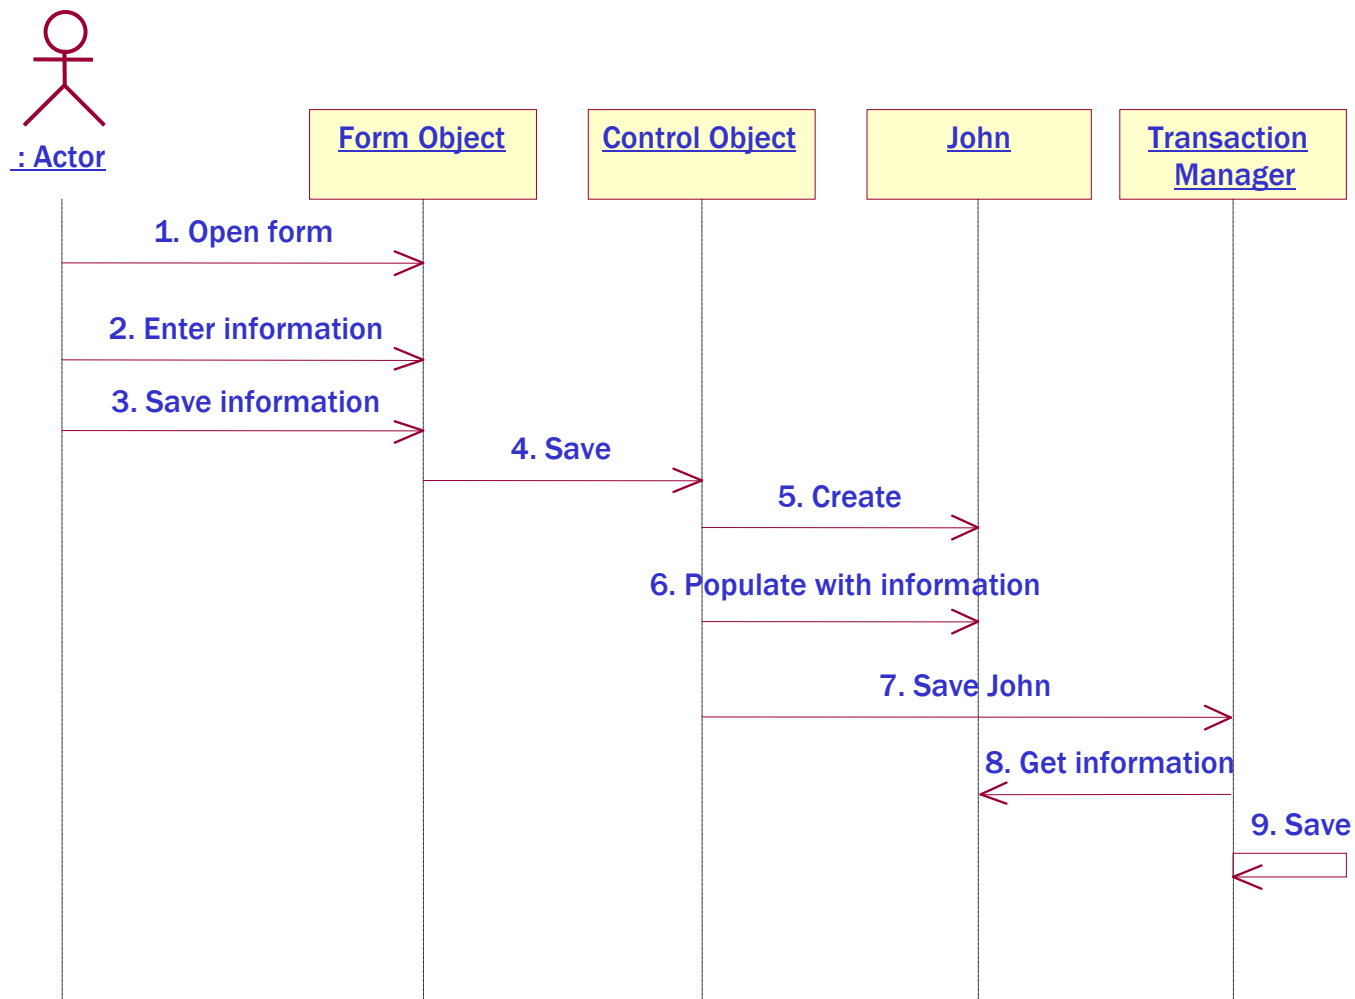 : Actor
Form Object
Control Object
John
Transaction
Manager
1. Open form
2. Enter information
3. Save information
4. Save
5. Create
6. Populate with information
7. Save John
8. Get information
9. Save